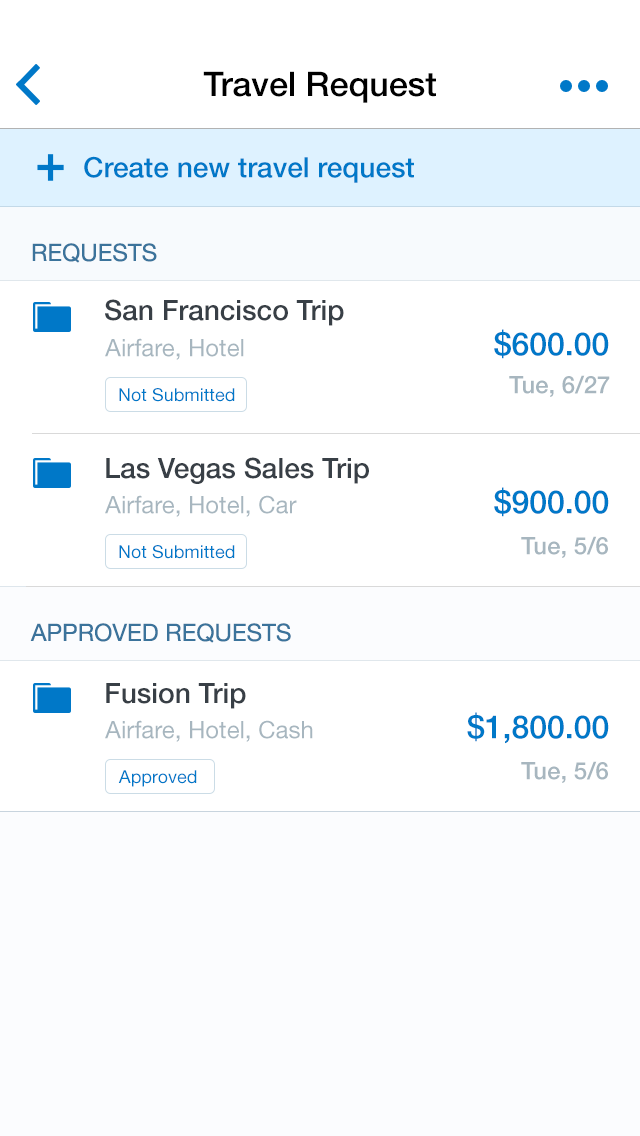 Travel Request
Create new travel request
REQUESTS
San Francisco Trip
Airfare, Hotel
$600.00
Tue, 6/27
Not Submitted
Las Vegas Sales Trip
Airfare, Hotel, Car
$900.00
Tue, 5/6
Not Submitted
APPROVED REQUESTS
Fusion Trip
Airfare, Hotel, Cash
$1,800.00
Tue, 5/6
Approved